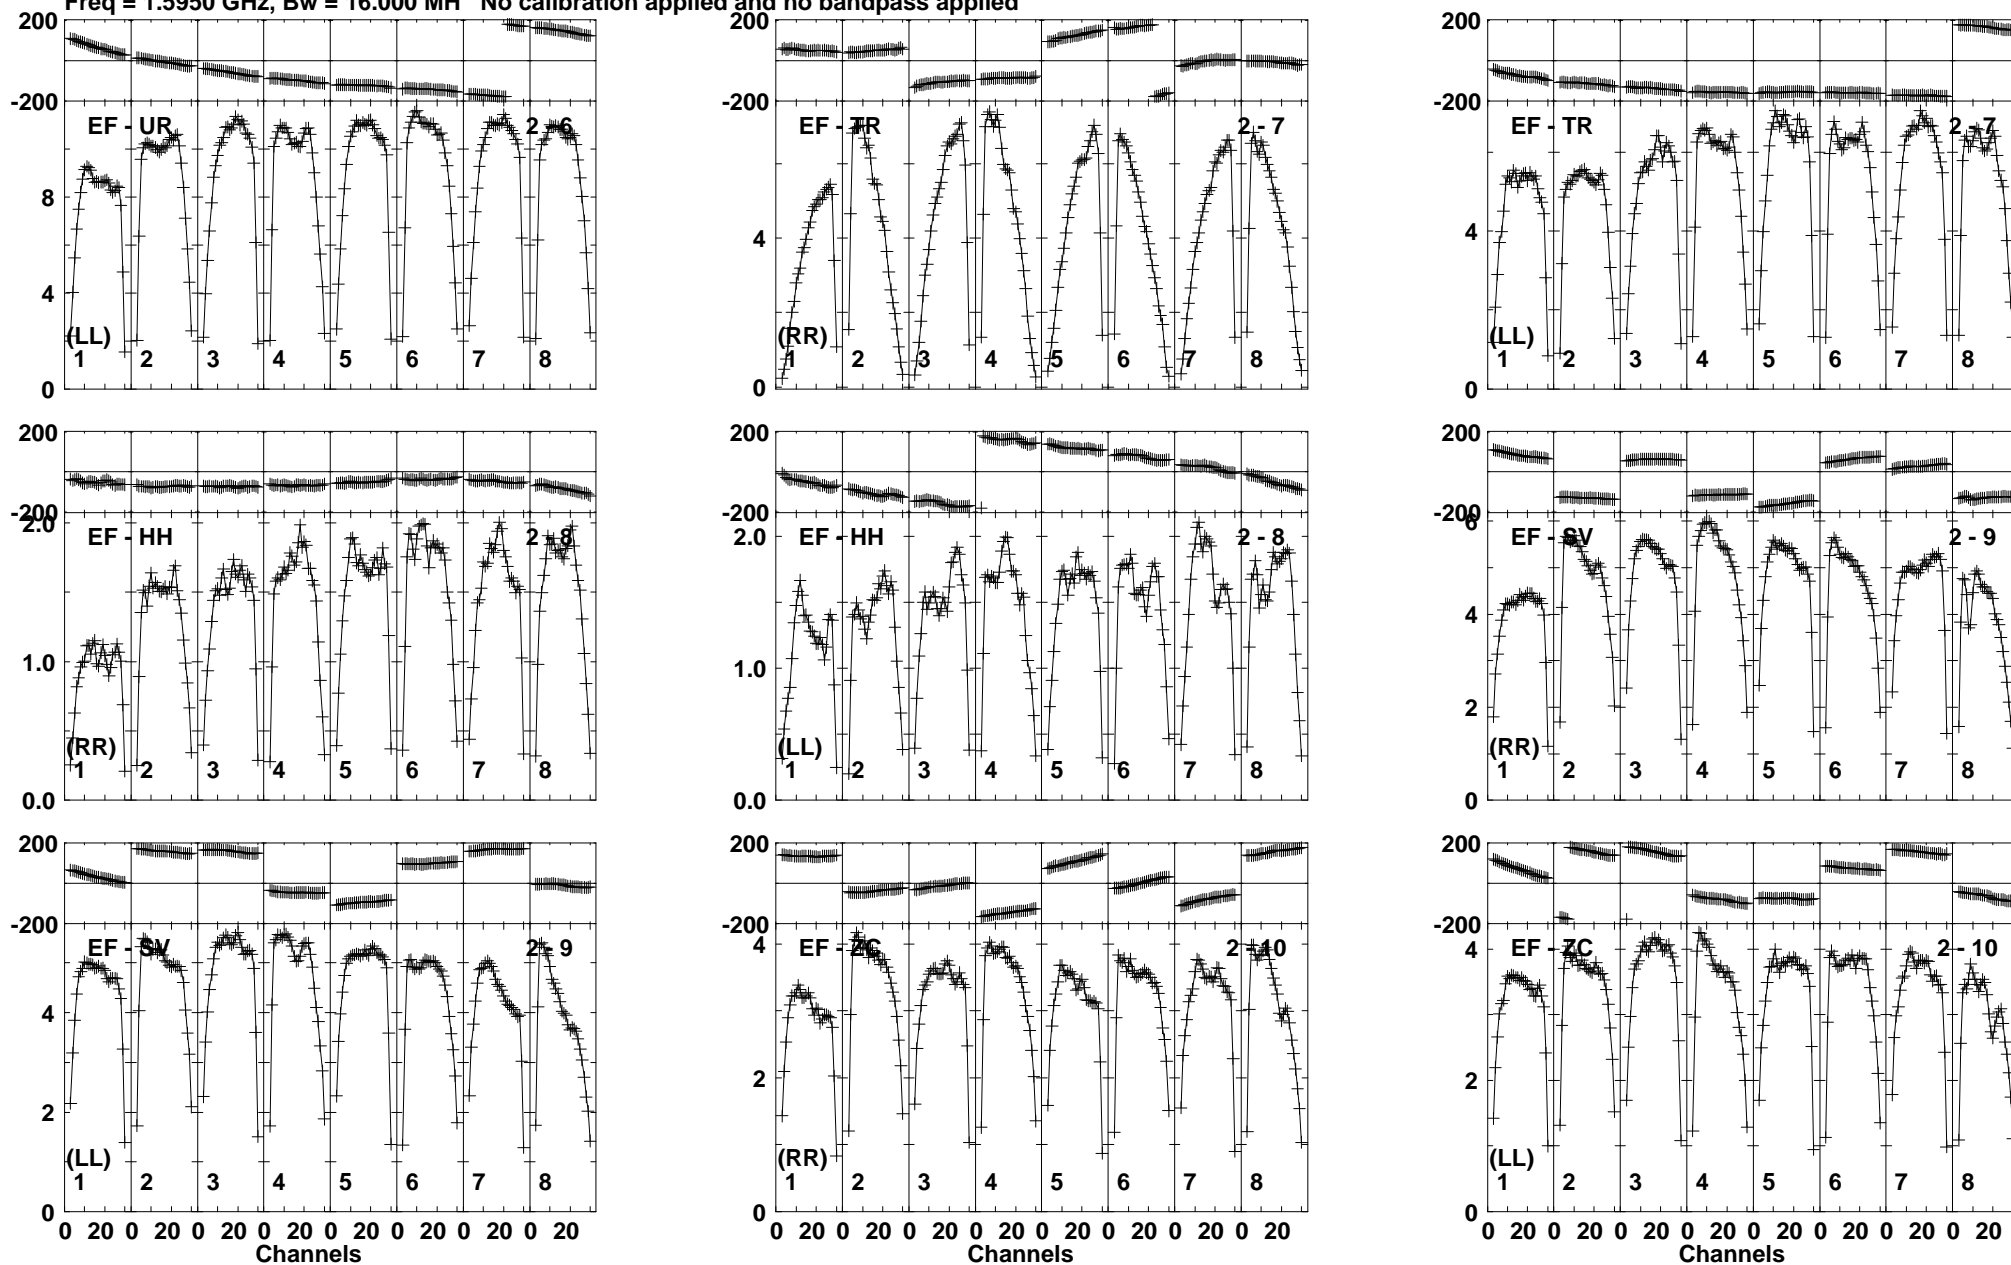 Freq = 1.5950 GHz, Bw = 16.000 MH No calibration applied and no bandpass applied
200 200 200
-200 -200 -200
EF - UR 2 - 6 EF - TR 2 - 7 EF - TR 2 - 7
8
4 4 4
(LL) (RR) (LL)
1 2 3 4 5 6 7 8 1 2 3 4 5 6 7 8 1 2 3 4 5 6 7 8
0 0 0
200 200 200
-200 -200 -200
2.0 2.0 6
EF - HH 2 - 8 EF - HH 2 - 8 EF - SV 2 - 9
4
1.0 1.0
2
(RR) (LL) (RR)
1 2 3 4 5 6 7 8 1 2 3 4 5 6 7 8 1 2 3 4 5 6 7 8
0.0 0.0 0
200 200 200
-200 -200 -200
EF - SV 2 - 9 EF - ZC 2 - 10 EF - ZC 2 - 10
4 4 4
2 2 2
(LL) (RR) (LL)
1 2 3 4 5 6 7 8 1 2 3 4 5 6 7 8 1 2 3 4 5 6 7 8
0 0 0
0 20 0 20 0 20 0 20 0 20 0 20 0 20 0 20 0 20 0 20 0 20 0 20 0 20 0 20 0 20 0 20 0 20 0 20 0 20 0 20 0 20 0 20 0 20 0 20
Channels Channels Channels